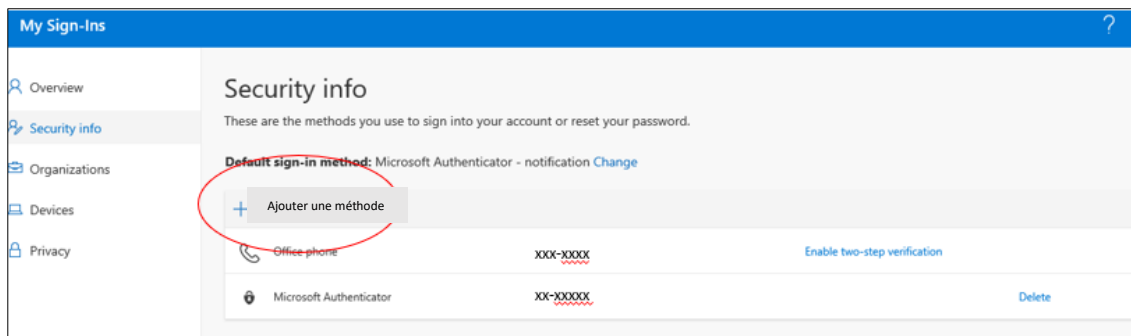 My Sign-Ins
?
Overview
Security info
Organizations
Devices
Privacy
Security info
These are the methods you use to sign into your account or reset your password.
Default sign-in method: Microsoft Authenticator - notification Change
+ Ajouter une méthode
Office phone xxx-xxxx Enable two-step verification
Microsoft Authenticator xx-xxxxx Delete